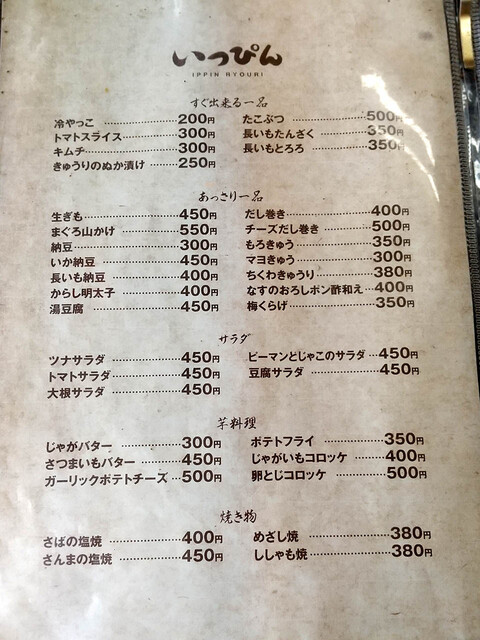 いっぴん
IPPIN RYOURI
すぐ出来る一品
冷やっこ 200円
トマトスライス 300円
キムチ 300円
きゅうりのぬか漬け 250円
たこぶつ 500円
長いもたんざく 350円
長いもとろろ 350円
あっさり一品
生ぎも 450円
まぐろ山かけ 550円
納豆 300円
いか納豆 450円
長いも納豆 400円
からし明太子 400円
湯豆腐 450円
だし巻き 400円
チーズだし巻き 500円
もろきゅう 350円
マヨきゅう 300円
ちくわきゅうり 380円
なすのおろしポン酢和え 400円
梅くらげ 350円
サラダ
ツナサラダ 450円
トマトサラダ 450円
大根サラダ 450円
ピーマンとじゃこのサラダ 450円
豆腐サラダ 450円
芋料理
じゃがバター 300円
さつまいもバター 450円
ガーリックポテトチーズ 500円
ポテトフライ 350円
じゃがいもコロッケ 400円
卵とじコロッケ 500円
焼き物
さばの塩焼 400円
さんまの塩焼 450円
めざし焼 380円
ししゃも焼 380円